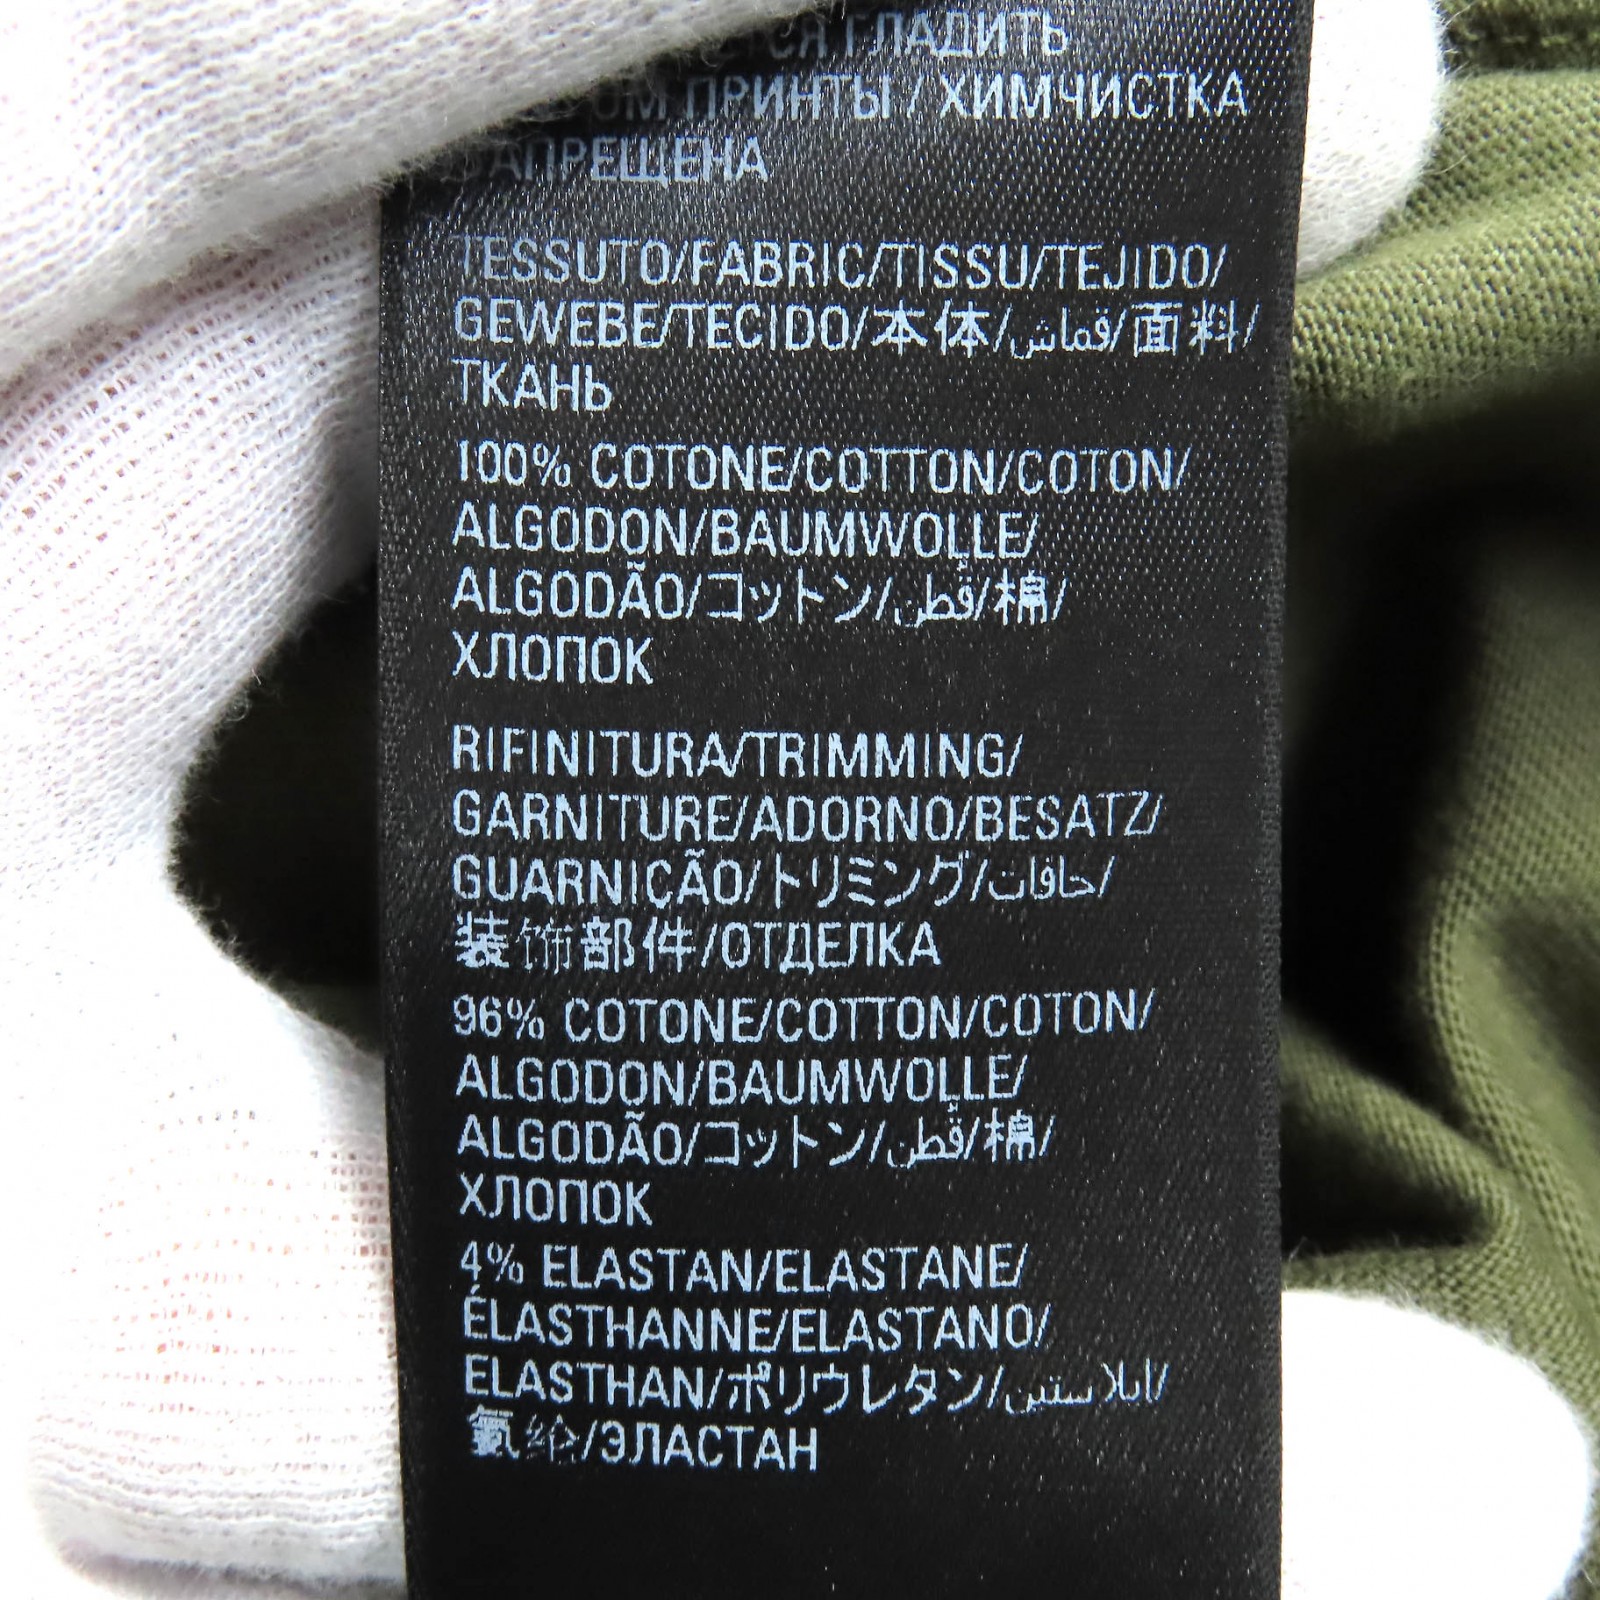 ГЛАДИТЬ
ПРИНТЫ / ХИМЧИСТКА
ЗАПРЕЩЕНА
TESSUTO/FABRIC/TISSU/TEJIDO/
GEWEBE/TECIDO/本体/قماش/面料/
ТКАНЬ
100% COTONE/COTTON/COTON/
ALGODON/BAUMWOLLE/
ALGODÃO/コットン/قطن/棉/
ХЛОПОК
RIFINITURA/TRIMMING/
GARNITURE/ADORNO/BESATZ/
GUARNIÇÃO/トリミング/حافات/
装饰部件/ОТДЕЛКА
96% COTONE/COTTON/COTON/
ALGODON/BAUMWOLLE/
ALGODÃO/コットン/قطن/棉/
ХЛОПОК
4% ELASTAN/ELASTANE/
ÉLASTHANNE/ELASTANO/
ELASTHAN/ポリウレタン/ايلاستين/
氨纶/ЭЛАСТАН